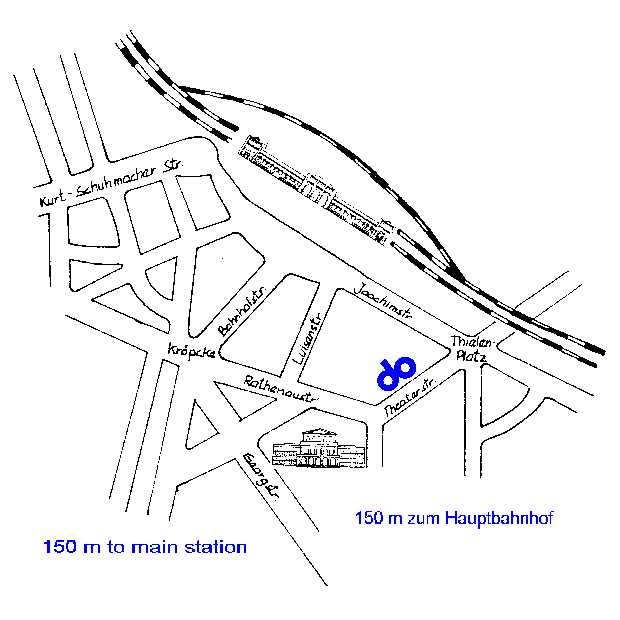 Kurt-Schuhmacher Str.
Joachimstr.
Bahnhofstr.
Luisenstr.
Thielen-
Platz
Kröpcke
Rathenaustr.
Theaterstr.
Georgstr.
150 m zum Hauptbahnhof
150 m to main station